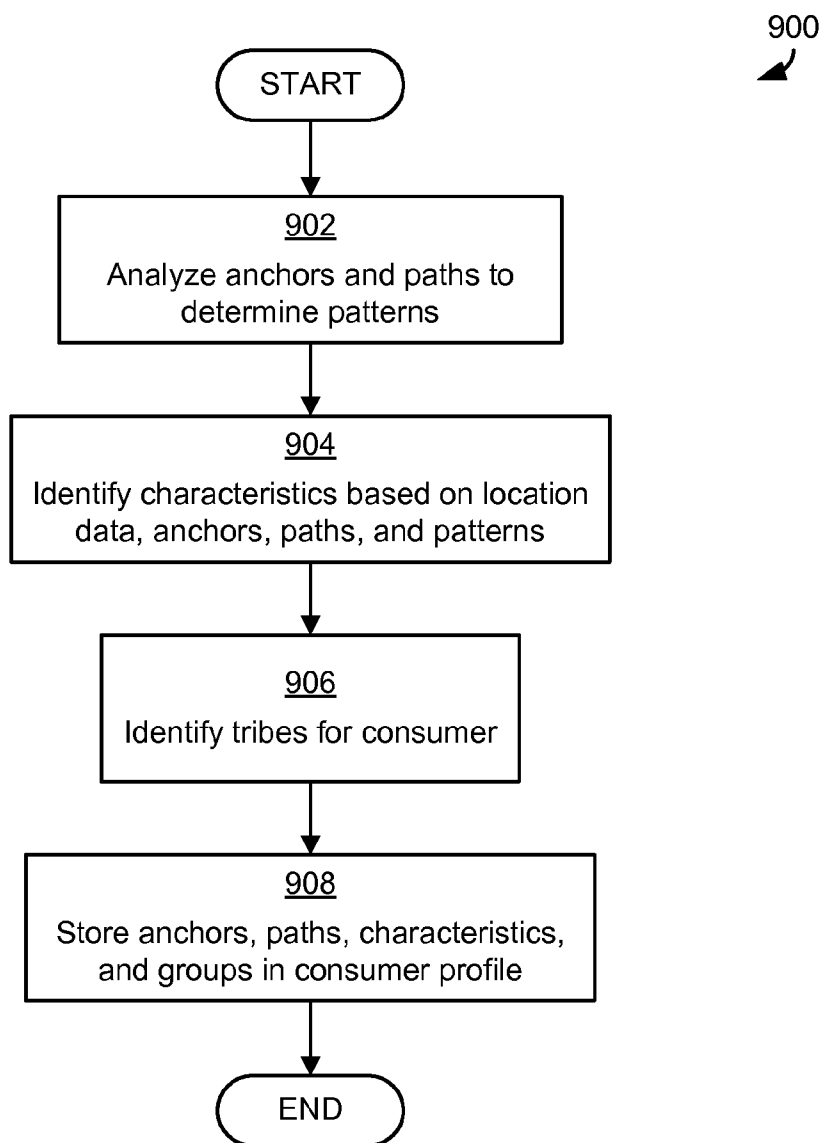 900
START
902
Analyze anchors and paths to
determine patterns
904
Identify characteristics based on location
data, anchors, paths, and patterns
906
Identify tribes for consumer
908
Store anchors, paths, characteristics,
and groups in consumer profile
END